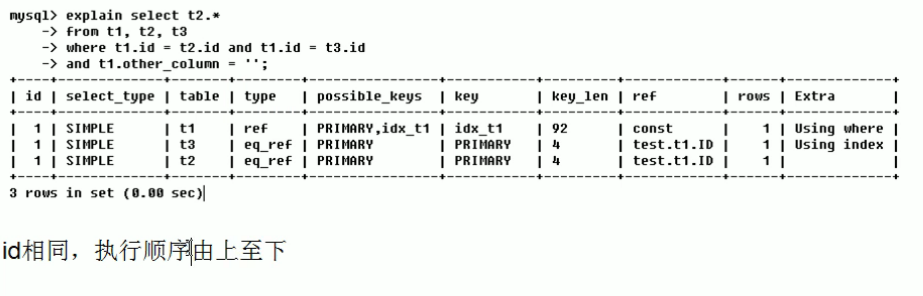 mysql> explain select t2.*
-> from t1, t2, t3
-> where t1.id = t2.id and t1.id = t3.id
-> and t1.other_column = '';
+----+-------------+-------+--------+----------------+---------+---------+------------+------+-------------+
| id | select_type | table | type | possible_keys | key | key_len | ref | rows | Extra |
+----+-------------+-------+--------+----------------+---------+---------+------------+------+-------------+
| 1 | SIMPLE | t1 | ref | PRIMARY,idx_t1 | idx_t1 | 92 | const | 1 | Using where |
| 1 | SIMPLE | t3 | eq_ref | PRIMARY | PRIMARY | 4 | test.t1.ID | 1 | Using index |
| 1 | SIMPLE | t2 | eq_ref | PRIMARY | PRIMARY | 4 | test.t1.ID | 1 | |
+----+-------------+-------+--------+----------------+---------+---------+------------+------+-------------+
3 rows in set (0.00 sec)
id相同，执行顺序由上至下